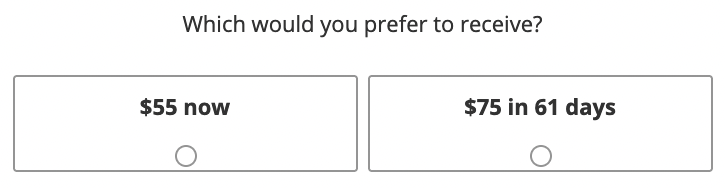 Which would you prefer to receive?
$55 now
$75 in 61 days